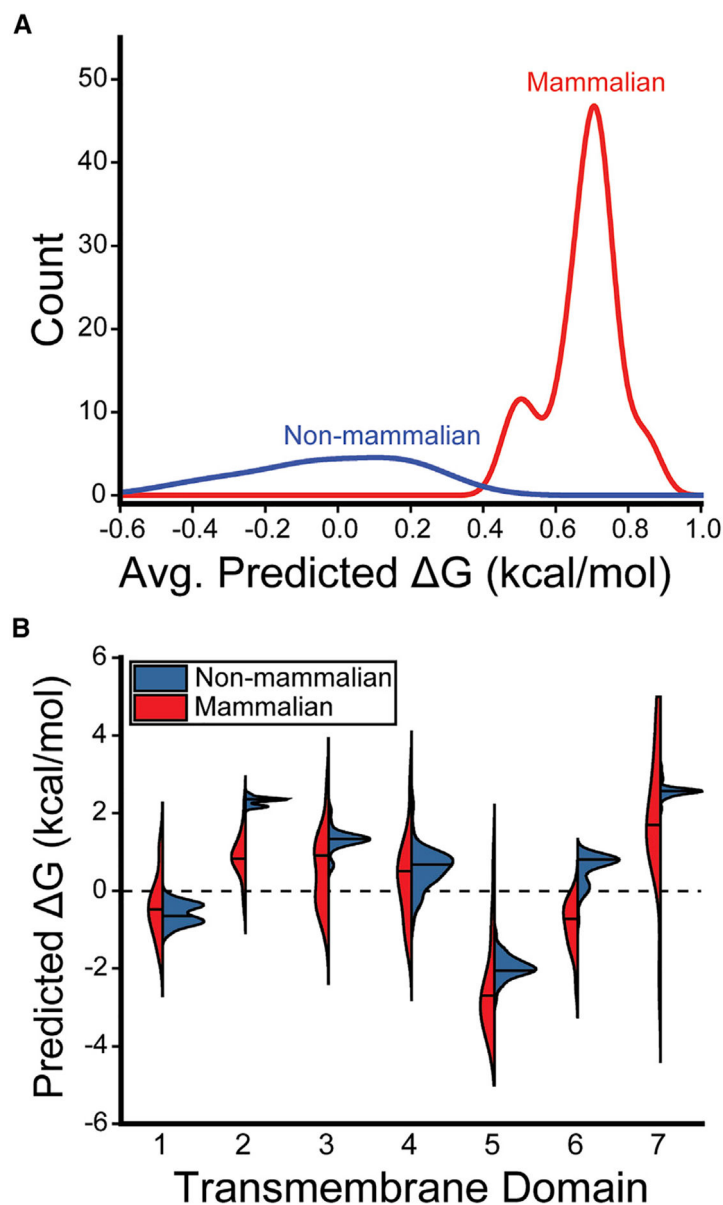 A
50
40
30
20
10
0
Count
Mammalian
Non-mammalian
-0.6 -0.4 -0.2 0.0 0.2 0.4 0.6 0.8 1.0
Avg. Predicted ΔG (kcal/mol)
B
6
4
2
0
-2
-4
-6
Predicted ΔG (kcal/mol)
Non-mammalian
Mammalian
1 2 3 4 5 6 7
Transmembrane Domain